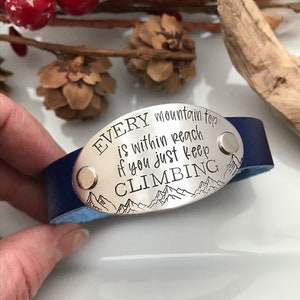 EVERY mountain top
is within reach
if you just keep
CLIMBING